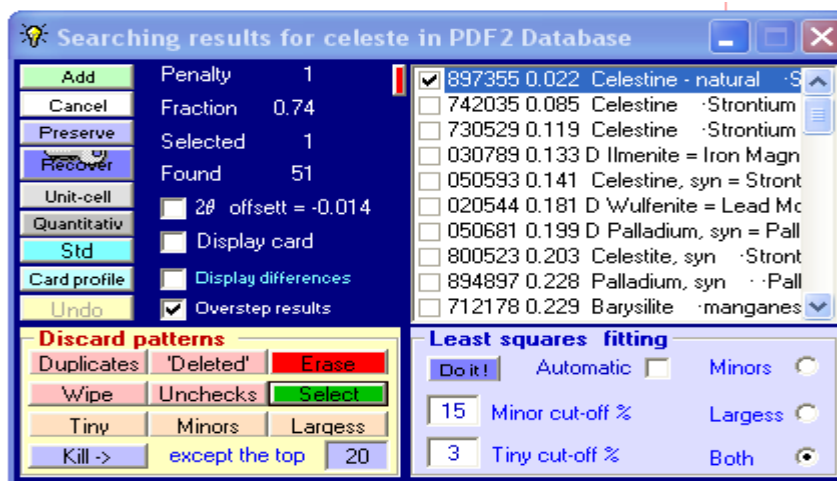 Searching results for celeste in PDF2 Database
Add
Cancel
Preserve
Recover
Unit-cell
Quantitativ
Std
Card profile
Undo
Penalty 1
Fraction 0.74
Selected 1
Found 51
2θ offsett = -0.014
Display card
Display differences
Overstep results
897355 0.022 Celestine - natural ·S
742035 0.085 Celestine ·Strontium
730529 0.119 Celestine ·Strontium
030789 0.133 D Ilmenite = Iron Magn
050593 0.141 Celestine, syn = Stront
020544 0.181 D Wulfenite = Lead Mo
050681 0.199 D Palladium, syn = Pall
800523 0.203 Celestite, syn ·Stront
894897 0.228 Palladium, syn · ·Pall
712178 0.229 Barysilite ·manganes
Discard patterns
Duplicates 'Deleted' Erase
Wipe Unchecks Select
Tiny Minors Largess
Kill -> except the top 20
Least squares fitting
Do it! Automatic Minors
15 Minor cut-off % Largess
3 Tiny cut-off % Both